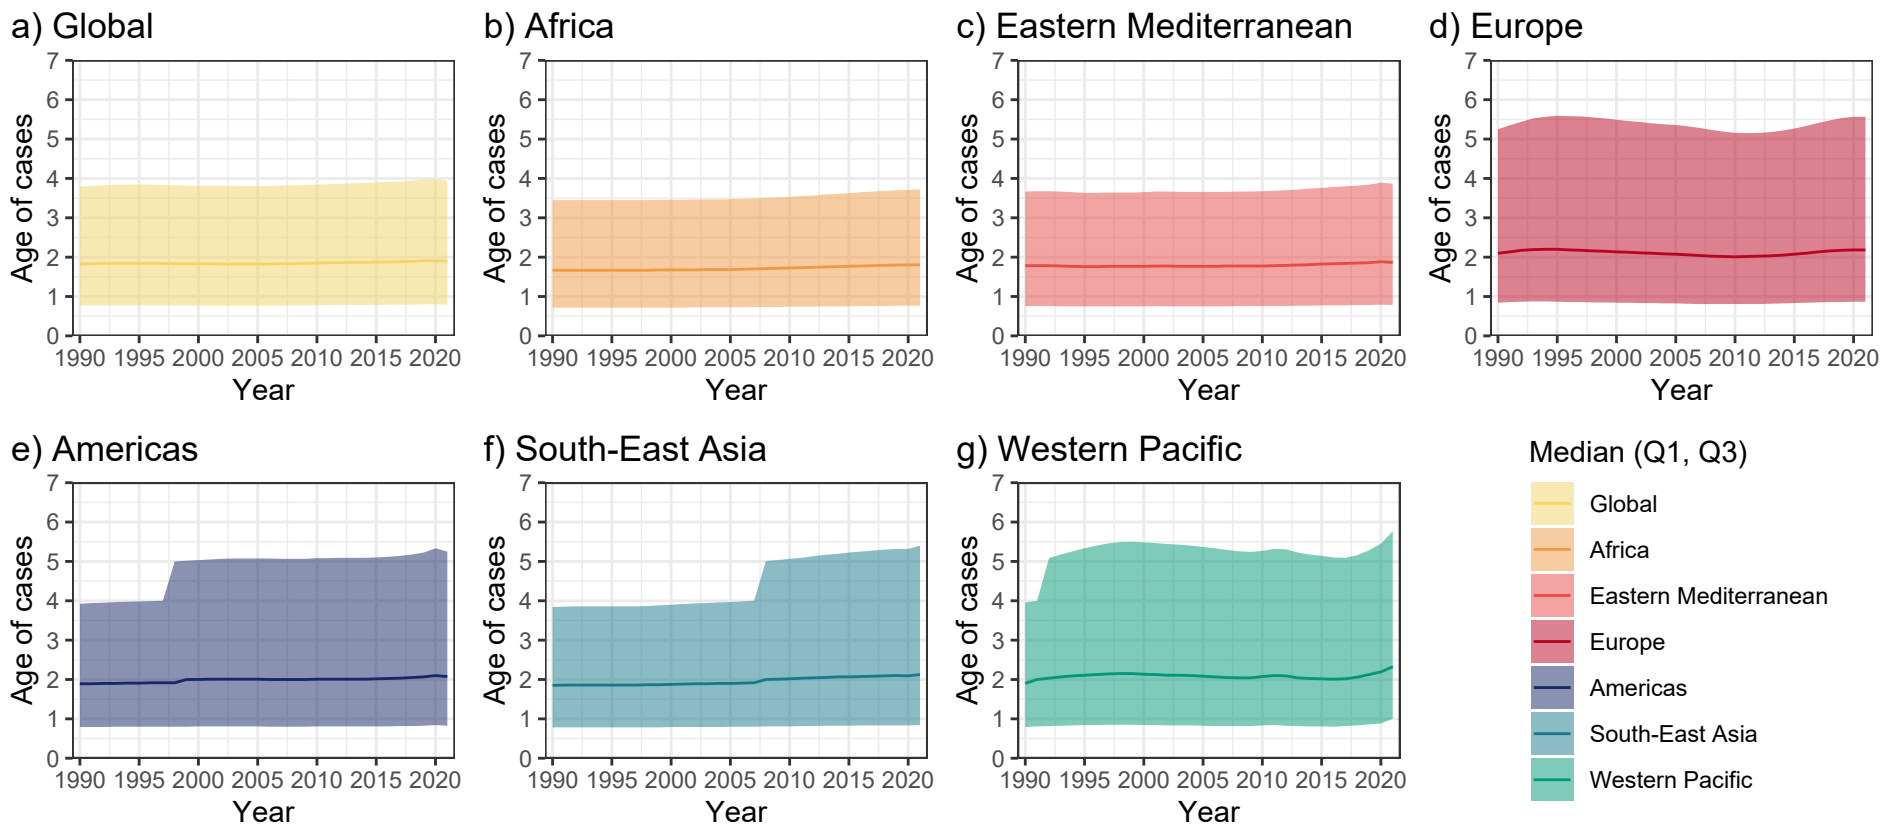 a) Global
b) Africa
c) Eastern Mediterranean
d) Europe
7
6
5
4
3
2
1
0
Age of cases
1990 1995 2000 2005 2010 2015 2020
Year
7
6
5
4
3
2
1
0
Age of cases
1990 1995 2000 2005 2010 2015 2020
Year
7
6
5
4
3
2
1
0
Age of cases
1990 1995 2000 2005 2010 2015 2020
Year
7
6
5
4
3
2
1
0
Age of cases
1990 1995 2000 2005 2010 2015 2020
Year
e) Americas
f) South-East Asia
g) Western Pacific
7
6
5
4
3
2
1
0
Age of cases
1990 1995 2000 2005 2010 2015 2020
Year
7
6
5
4
3
2
1
0
Age of cases
1990 1995 2000 2005 2010 2015 2020
Year
7
6
5
4
3
2
1
0
Age of cases
1990 1995 2000 2005 2010 2015 2020
Year
Median (Q1, Q3)
Global
Africa
Eastern Mediterranean
Europe
Americas
South-East Asia
Western Pacific